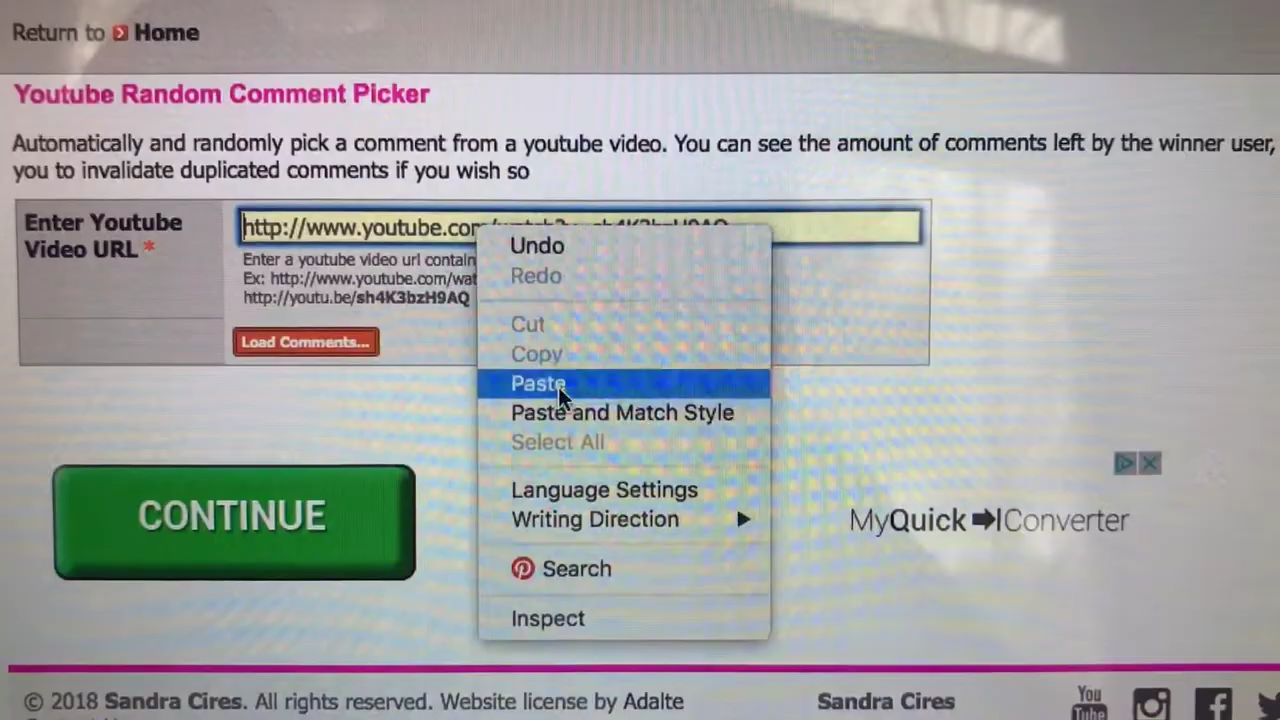 Return to Home
Youtube Random Comment Picker
Automatically and randomly pick a comment from a youtube video. You can see the amount of comments left by the winner user,
you to invalidate duplicated comments if you wish so
Enter Youtube
Video URL *
http://www.youtube.com
Enter a youtube video url contain
Ex: http://www.youtube.com/wat
http://youtu.be/sh4K3bzH9AQ
Load Comments...
Undo
Redo
Cut
Copy
Paste
Paste and Match Style
Select All
Language Settings
Writing Direction
Search
Inspect
CONTINUE
MyQuick Converter
© 2018 Sandra Cires. All rights reserved. Website license by Adalte
Sandra Cires
You
Tube